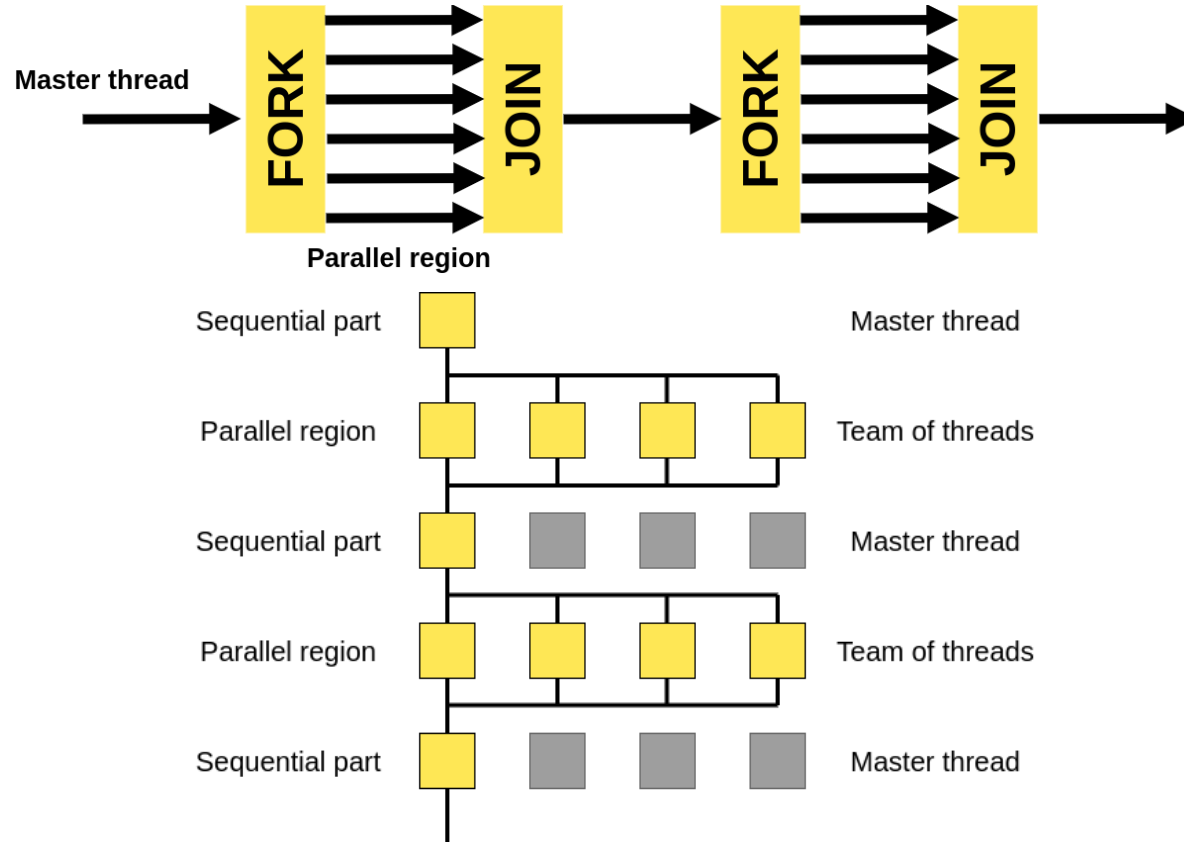 Master thread
FORK
JOIN
FORK
JOIN
Parallel region
Sequential part
Master thread
Parallel region
Team of threads
Sequential part
Master thread
Parallel region
Team of threads
Sequential part
Master thread